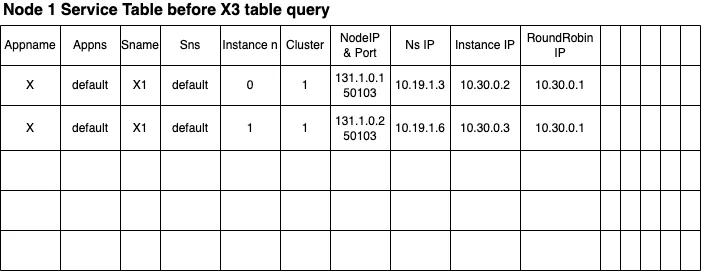 Node 1 Service Table before X3 table query
Appname Appns Sname Sns Instance n Cluster NodeIP & Port Ns IP Instance IP RoundRobin IP
X default X1 default 0 1 131.1.0.1 50103 10.19.1.3 10.30.0.2 10.30.0.1
X default X1 default 1 1 131.1.0.2 50103 10.19.1.6 10.30.0.3 10.30.0.1